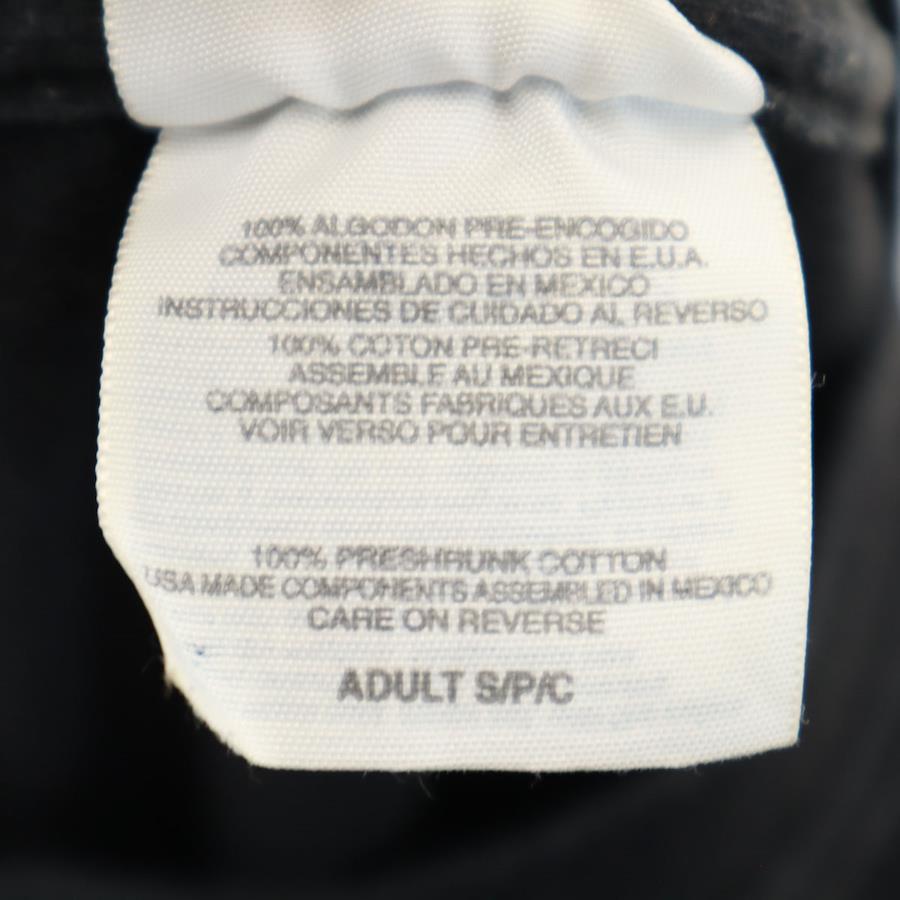 100% ALGODON PRE-ENCOGIDO
COMPONENTES HECHOS EN E.U.A.
ENSAMBLADO EN MEXICO
INSTRUCCIONES DE CUIDADO AL REVERSO
100% COTON PRE-RETRECI
ASSEMBLE AU MEXIQUE
COMPOSANTS FABRIQUES AUX E.U.
VOIR VERSO POUR ENTRETIEN
100% PRESHRUNK COTTON
USA MADE COMPONENTS ASSEMBLED IN MEXICO
CARE ON REVERSE
ADULT S/P/C